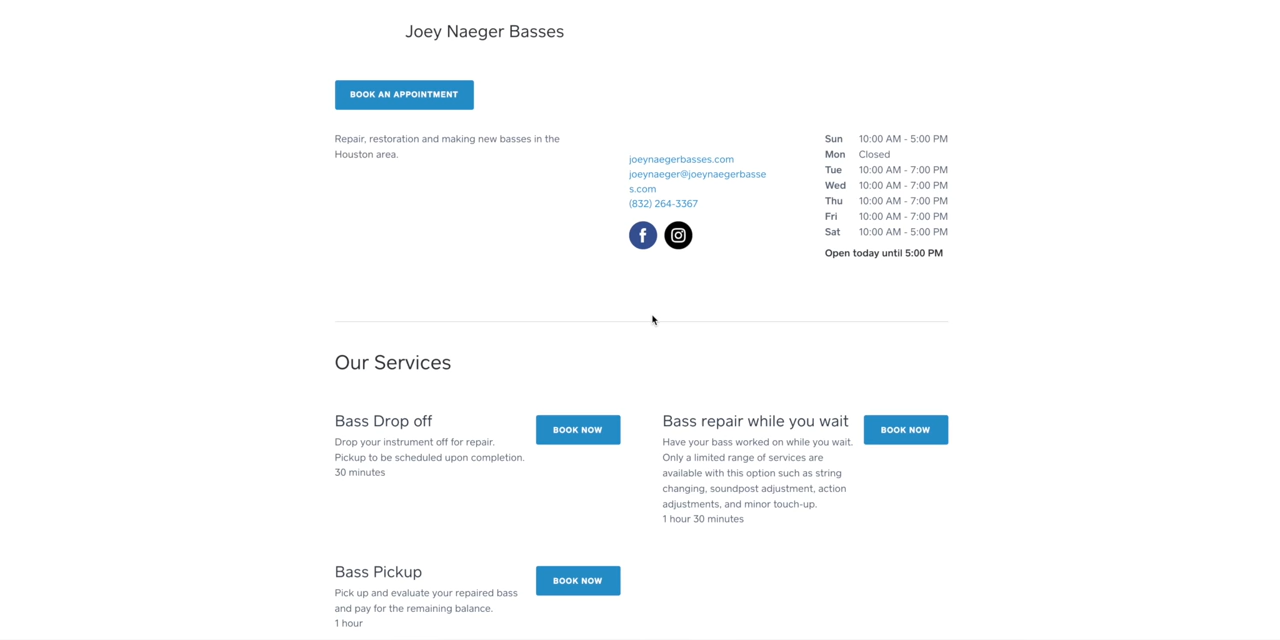 Joey Naeger Basses
BOOK AN APPOINTMENT
Repair, restoration and making new basses in the
Houston area.
joeynaegerbasses.com
joeynaeger@joeynaegerbasse
s.com
(832) 264-3367
Sun 10:00 AM - 5:00 PM
Mon Closed
Tue 10:00 AM - 7:00 PM
Wed 10:00 AM - 7:00 PM
Thu 10:00 AM - 7:00 PM
Fri 10:00 AM - 7:00 PM
Sat 10:00 AM - 5:00 PM
Open today until 5:00 PM
Our Services
Bass Drop off
BOOK NOW
Drop your instrument off for repair.
Pickup to be scheduled upon completion.
30 minutes
Bass repair while you wait
BOOK NOW
Have your bass worked on while you wait.
Only a limited range of services are
available with this option such as string
changing, soundpost adjustment, action
adjustments, and minor touch-up.
1 hour 30 minutes
Bass Pickup
BOOK NOW
Pick up and evaluate your repaired bass
and pay for the remaining balance.
1 hour